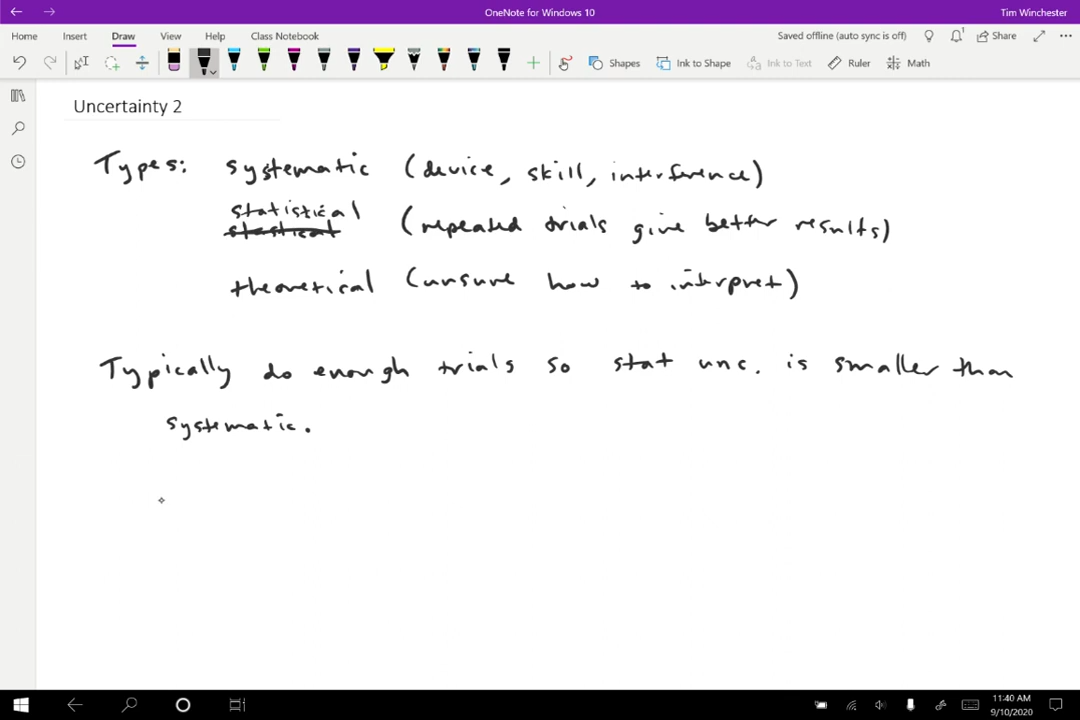 OneNote for Windows 10
Tim Winchester
Home Insert Draw View Help Class Notebook
Saved offline (auto sync is off) Share
Shapes Ink to Shape Ink to Text Ruler Math
Uncertainty 2
Types: systematic (device, skill, interference)
statistical
stastical
(repeated trials give better results)
theoretical (unsure how to interpret)
Typically do enough trials so stat unc. is smaller than
systematic.
11:40 AM
9/10/2020